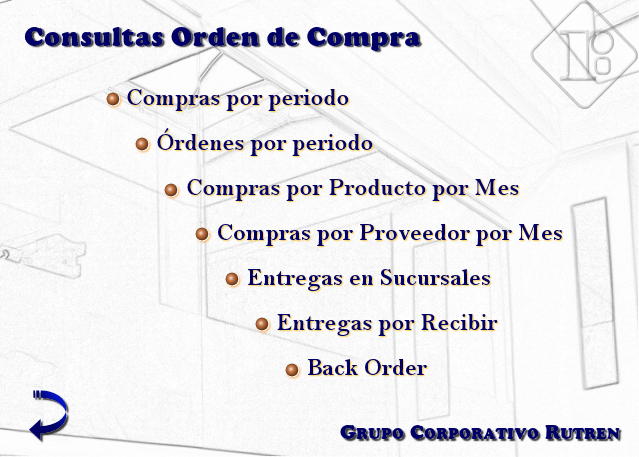 Consultas Orden de Compra
Compras por periodo
Órdenes por periodo
Compras por Producto por Mes
Compras por Proveedor por Mes
Entregas en Sucursales
Entregas por Recibir
Back Order
Grupo Corporativo Rutren